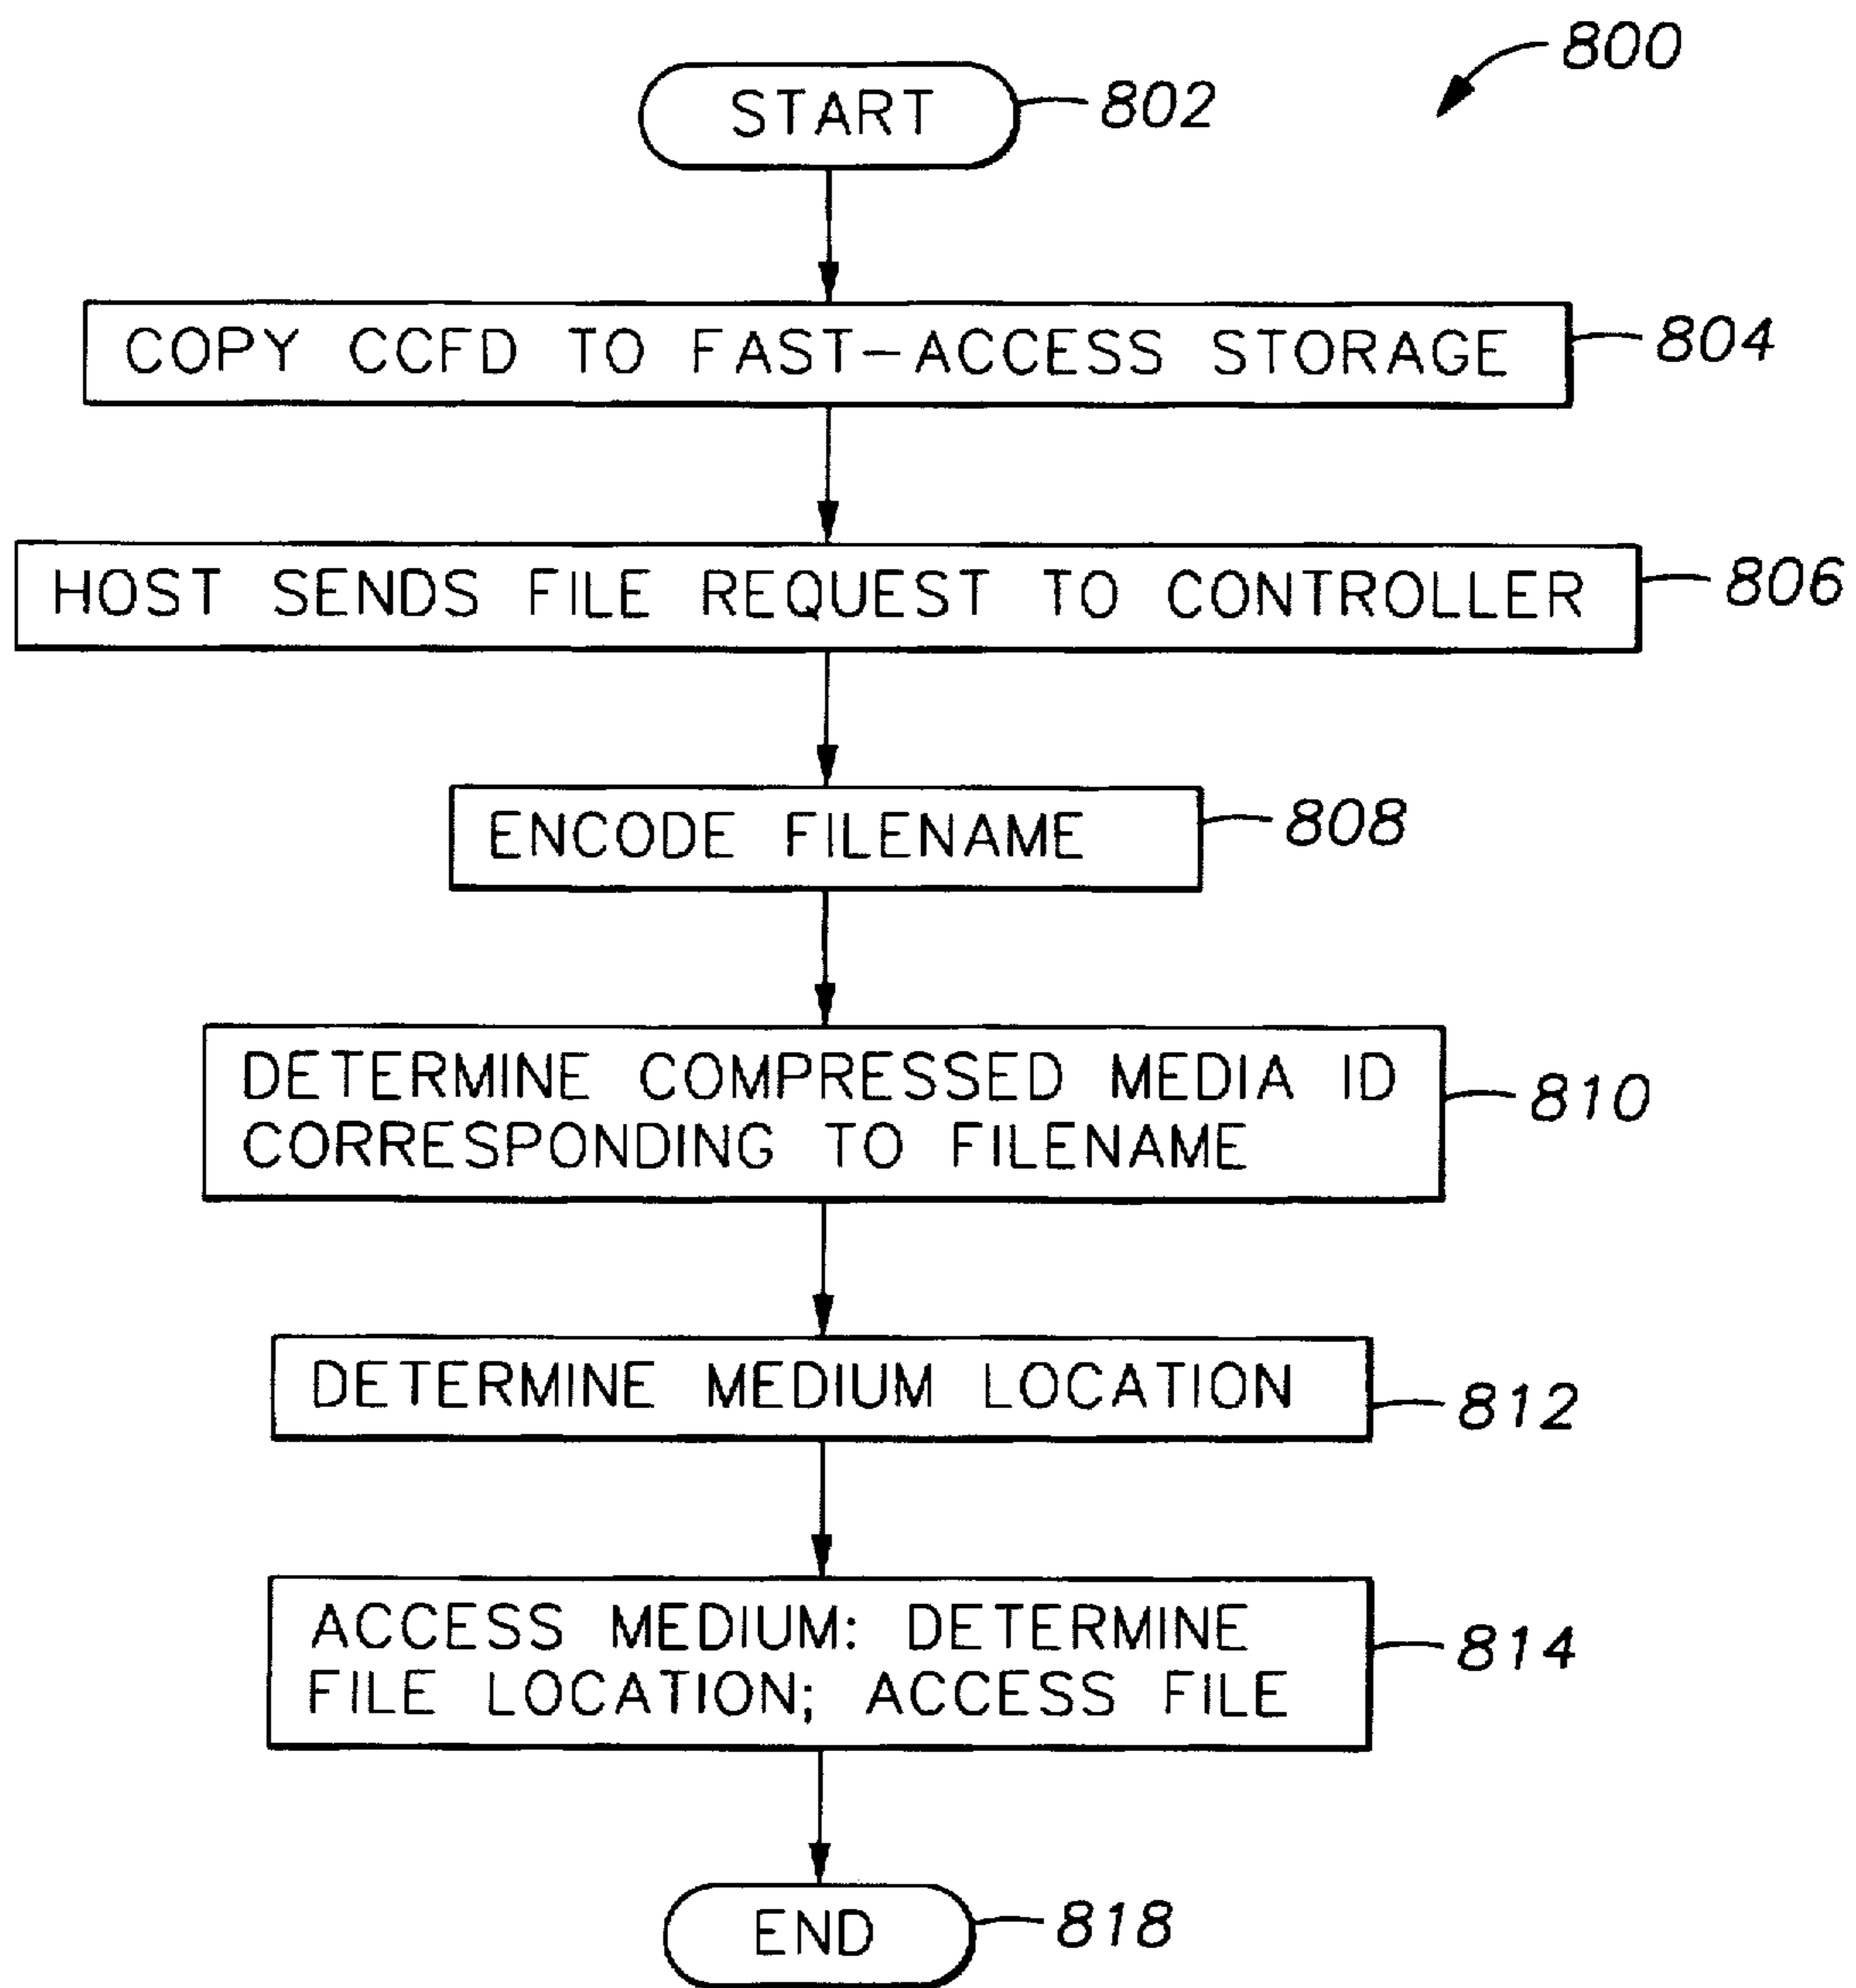 800
START 802
COPY CCFD TO FAST-ACCESS STORAGE 804
HOST SENDS FILE REQUEST TO CONTROLLER 806
ENCODE FILENAME 808
DETERMINE COMPRESSED MEDIA ID
CORRESPONDING TO FILENAME
810
DETERMINE MEDIUM LOCATION 812
ACCESS MEDIUM: DETERMINE
FILE LOCATION; ACCESS FILE
814
END 818